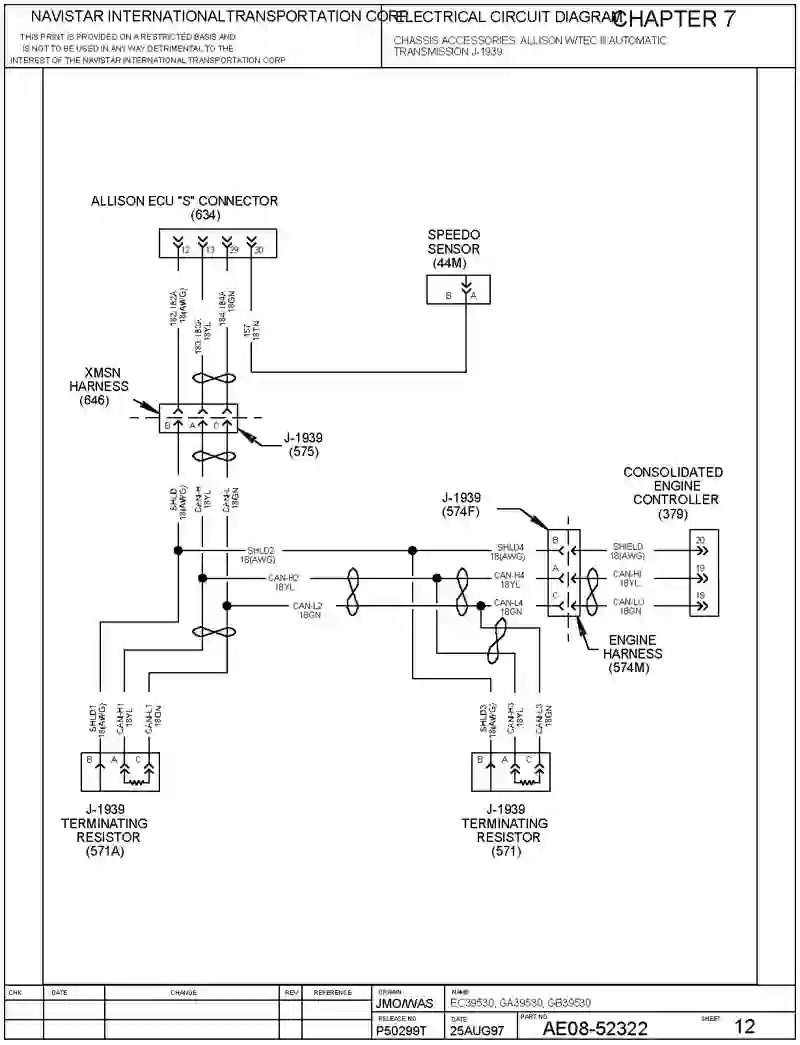 NAVISTAR INTERNATIONAL TRANSPORTATION CORP.
THIS PRINT IS PROVIDED ON A RESTRICTED BASIS AND
IS NOT TO BE USED IN ANY WAY DETRIMENTAL TO THE
INTEREST OF THE NAVISTAR INTERNATIONAL TRANSPORTATION CORP
ELECTRICAL CIRCUIT DIAGRAM
CHAPTER 7
CHASSIS ACCESSORIES: ALLISON W/TEC III AUTOMATIC
TRANSMISSION J-1939
ALLISON ECU "S" CONNECTOR
(634)
12 13 29 30
SPEEDO
SENSOR
(44M)
B A
182;182A
18(AWG)
18YL
184;184A
18GN
157
18TN
XMSN
HARNESS
(646)
B A C
J-1939
(575)
SHLD
18(AWG)
CAN-H
18YL
CAN-L
18GN
J-1939
(574F)
CONSOLIDATED
ENGINE
CONTROLLER
(379)
SHLD2
18(AWG)
SHLD4
18(AWG)
B
SHIELD
18(AWG)
20
CAN-H2
18YL
CAN-H4
18YL
A
CAN-HI
18YL
19
CAN-L2
18GN
CAN-L4
18GN
C
CAN-LO
18GN
18
ENGINE
HARNESS
(574M)
SHLD1
18(AWG)
CAN-H1
18YL
CAN-L1
18GN
SHLD3
18(AWG)
CAN-H3
18YL
CAN-L3
18GN
B A C
B A C
J-1939
TERMINATING
RESISTOR
(571A)
J-1939
TERMINATING
RESISTOR
(571)
CHK DATE CHANGE REV REFERENCE
DRAWN
JMO/WAS
NAME
EC39530, GA39530, GB39530
RELEASE NO
P50299T
DATE
25AUG97
PART NO
AE08-52322
SHEET
12